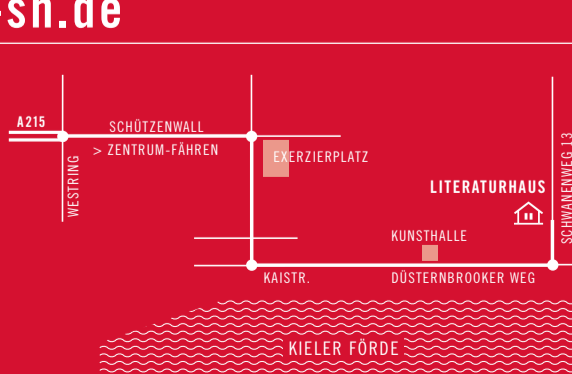 -sh.de
A215
SCHÜTZENWALL
> ZENTRUM-FÄHREN
WESTRING
EXERZIERPLATZ
LITERATURHAUS
SCHWANENWEG 13
KUNSTHALLE
KAISTR.
DÜSTERNBROOKER WEG
KIELER FÖRDE